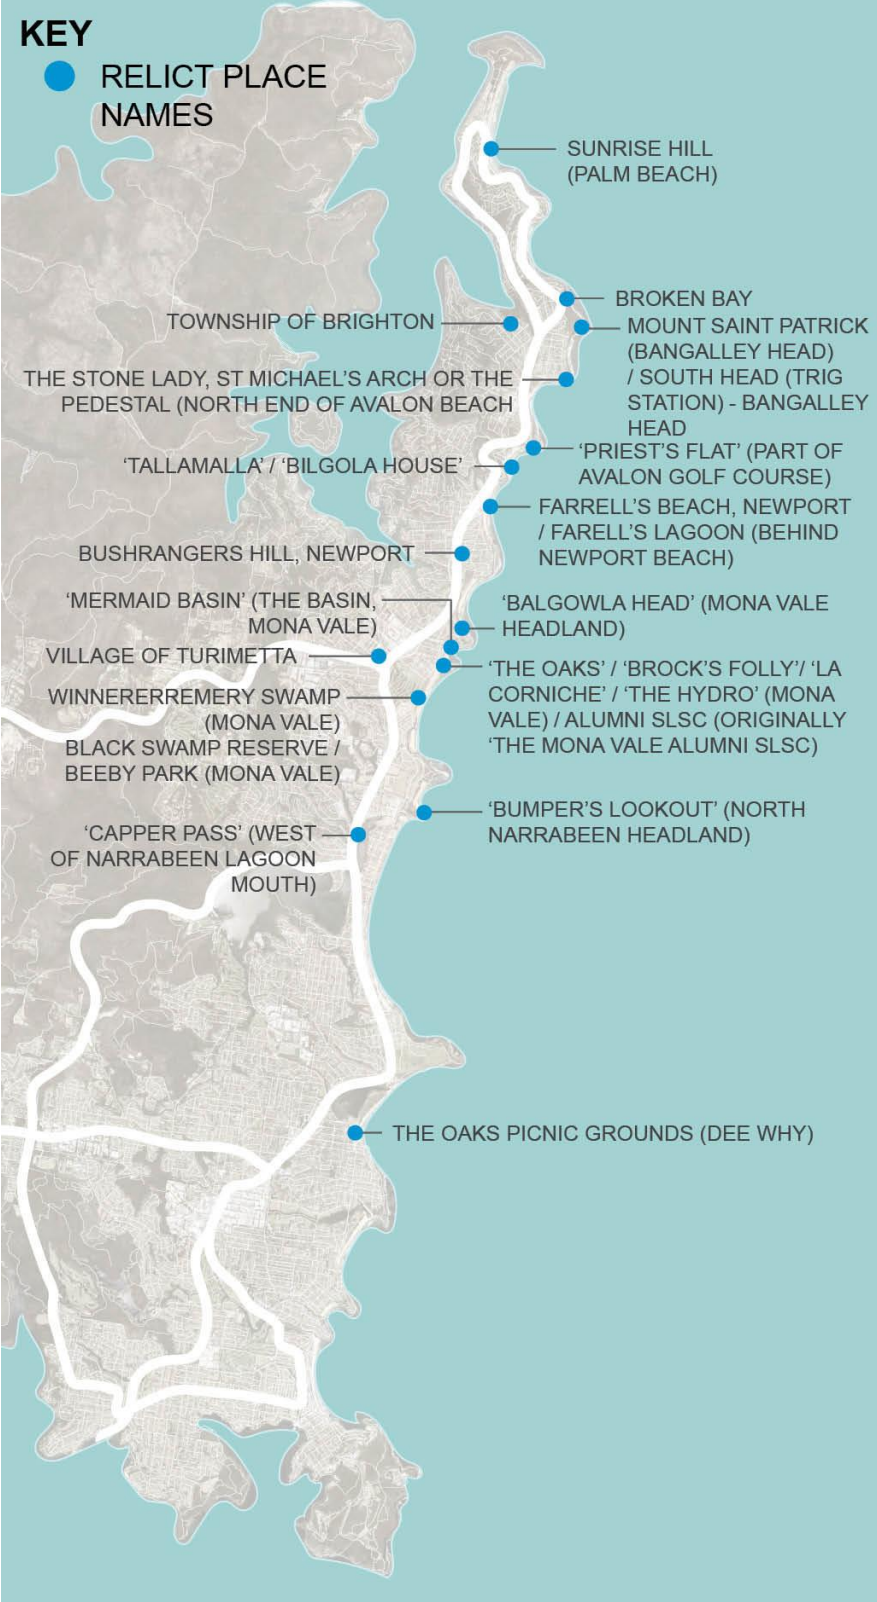 KEY
RELICT PLACE
NAMES
SUNRISE HILL
(PALM BEACH)
BROKEN BAY
TOWNSHIP OF BRIGHTON
MOUNT SAINT PATRICK
(BANGALLEY HEAD)
/ SOUTH HEAD (TRIG
STATION) - BANGALLEY
HEAD
THE STONE LADY, ST MICHAEL'S ARCH OR THE
PEDESTAL (NORTH END OF AVALON BEACH
‘PRIEST’S FLAT’ (PART OF
AVALON GOLF COURSE)
‘TALLAMALLA’ / ‘BILGOLA HOUSE’
FARRELL’S BEACH, NEWPORT
/ FARELL’S LAGOON (BEHIND
NEWPORT BEACH)
BUSHRANGERS HILL, NEWPORT
‘MERMAID BASIN’ (THE BASIN,
MONA VALE)
‘BALGOWLA HEAD’ (MONA VALE
HEADLAND)
VILLAGE OF TURIMETTA
‘THE OAKS’ / ‘BROCK’S FOLLY’/ ‘LA
CORNICHE’ / ‘THE HYDRO’ (MONA
VALE) / ALUMNI SLSC (ORIGINALLY
‘THE MONA VALE ALUMNI SLSC)
WINNERERREMERY SWAMP
(MONA VALE)
BLACK SWAMP RESERVE /
BEEBY PARK (MONA VALE)
‘BUMPER’S LOOKOUT’ (NORTH
NARRABEEN HEADLAND)
‘CAPPER PASS’ (WEST
OF NARRABEEN LAGOON
MOUTH)
THE OAKS PICNIC GROUNDS (DEE WHY)